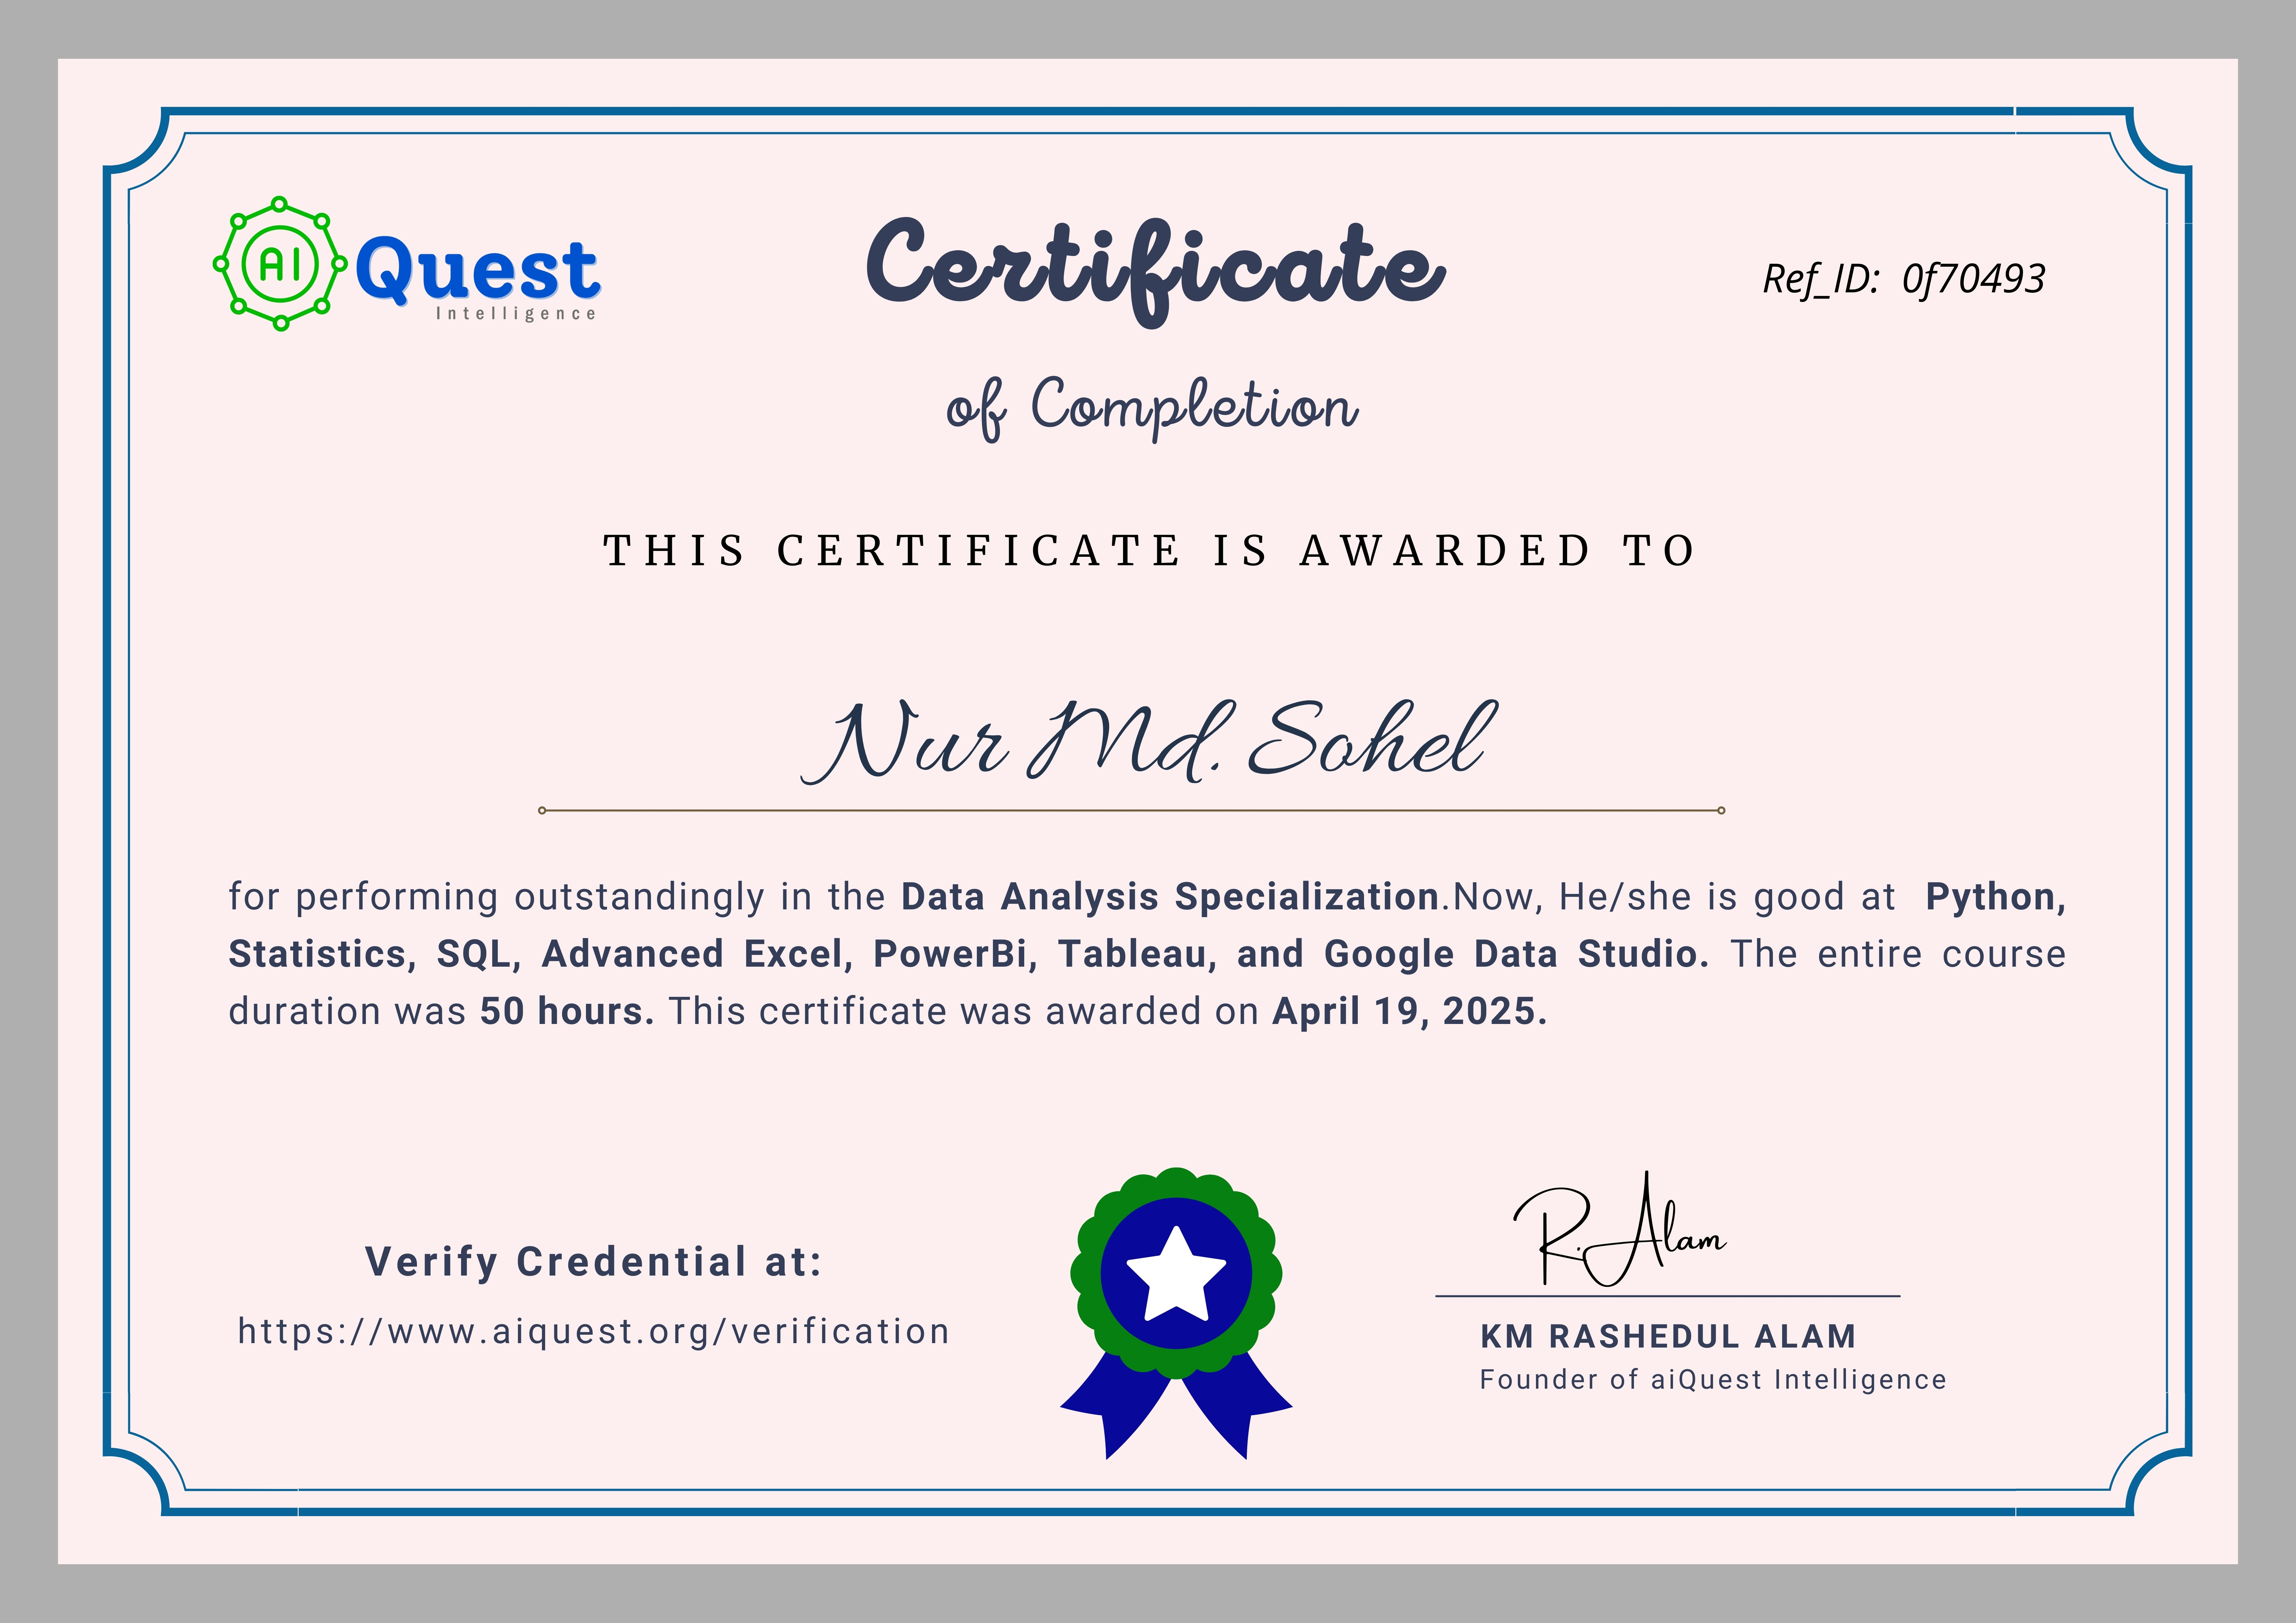 AI Quest
Intelligence
Certificate
Ref_ID: 0f70493
of Completion
THIS CERTIFICATE IS AWARDED TO
Nur Md. Sohel
for performing outstandingly in the Data Analysis Specialization.Now, He/she is good at Python,
Statistics, SQL, Advanced Excel, PowerBi, Tableau, and Google Data Studio. The entire course
duration was 50 hours. This certificate was awarded on April 19, 2025.
Verify Credential at:
https://www.aiquest.org/verification
R. Alam
KM RASHEDUL ALAM
Founder of aiQuest Intelligence